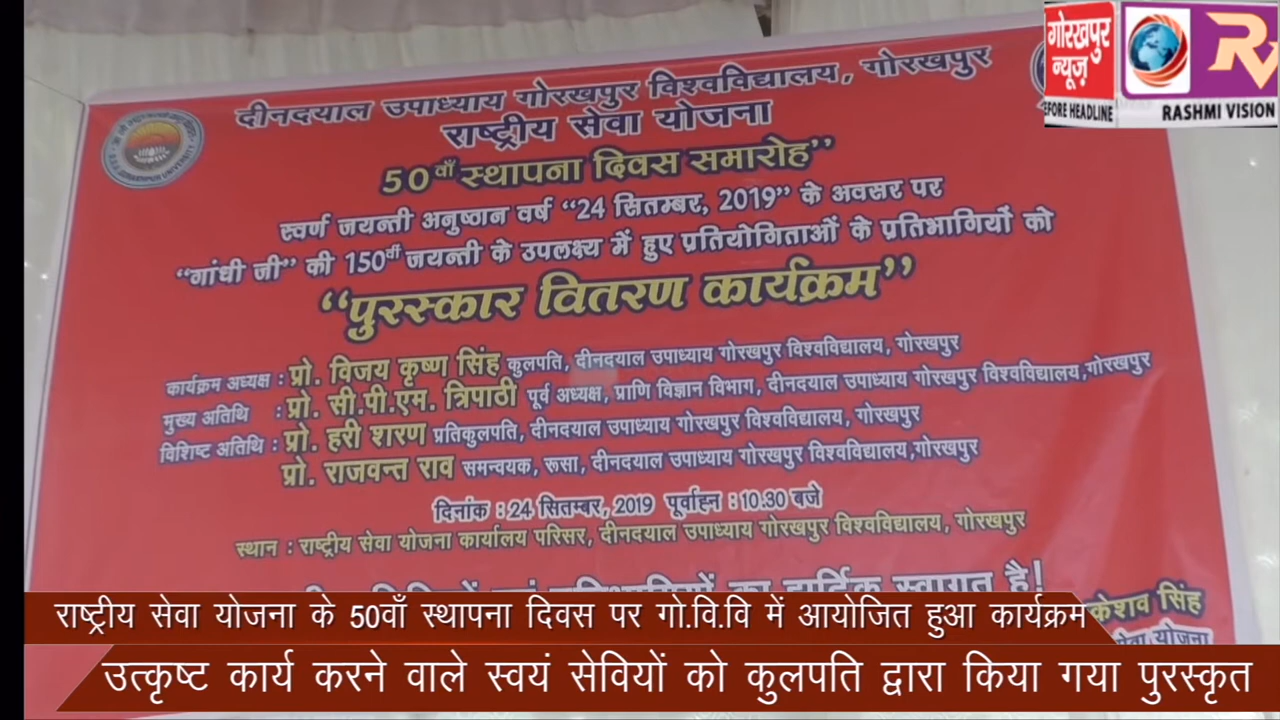 गोरखपुर
न्यूज़
EFORE HEADLINE
RASHMI VISION
दीनदयाल उपाध्याय गोरखपुर विश्वविद्यालय, गोरखपुर
राष्ट्रीय सेवा योजना
50वाँ स्थापना दिवस समारोह”
स्वर्ण जयन्ती अनुष्ठान वर्ष “24 सितम्बर, 2019” के अवसर पर
“गांधी जी” की 150वीं जयन्ती के उपलक्ष्य में हुए प्रतियोगिताओं के प्रतिभागियों को
“पुरस्कार वितरण कार्यक्रम”
कार्यक्रम अध्यक्ष : प्रो. विजय कृष्ण सिंह कुलपति, दीनदयाल उपाध्याय गोरखपुर विश्वविद्यालय, गोरखपुर
मुख्य अतिथि : प्रो. सी.पी.एम. त्रिपाठी पूर्व अध्यक्ष, प्राणि विज्ञान विभाग, दीनदयाल उपाध्याय गोरखपुर विश्वविद्यालय,गोरखपुर
विशिष्ट अतिथि : प्रो. हरी शरण प्रतिकुलपति, दीनदयाल उपाध्याय गोरखपुर विश्वविद्यालय, गोरखपुर
प्रो. राजवन्त राव समन्वयक, रूसा, दीनदयाल उपाध्याय गोरखपुर विश्वविद्यालय,गोरखपुर
दिनांक : 24 सितम्बर, 2019 पूर्वाह्न : 10:30 बजे
स्थान : राष्ट्रीय सेवा योजना कार्यालय परिसर, दीनदयाल उपाध्याय गोरखपुर विश्वविद्यालय, गोरखपुर
का हार्दिक स्वागत है!
केशव सिंह
सेवा योजना
राष्ट्रीय सेवा योजना के 50वाँ स्थापना दिवस पर गो.वि.वि में आयोजित हुआ कार्यक्रम
उत्कृष्ट कार्य करने वाले स्वयं सेवियों को कुलपति द्वारा किया गया पुरस्कृत